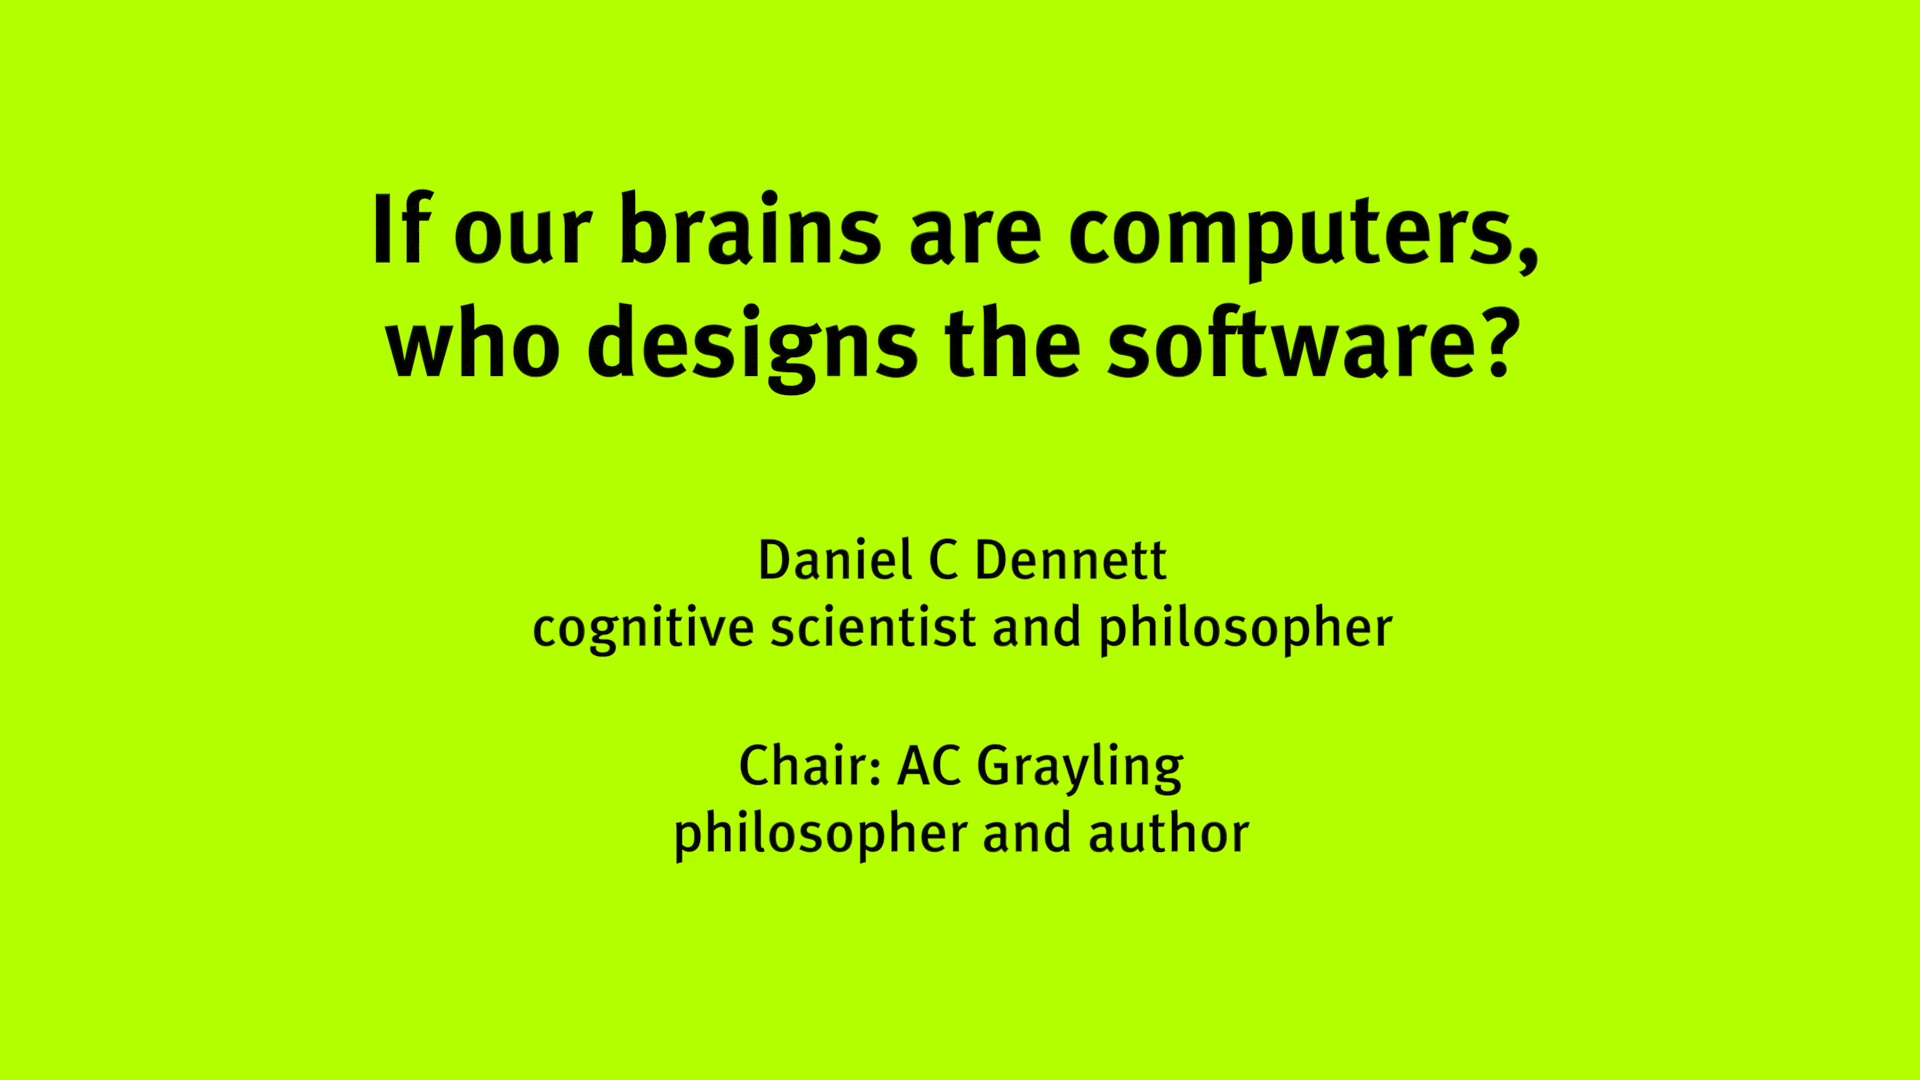 If our brains are computers,
who designs the software?
Daniel C Dennett
cognitive scientist and philosopher
Chair: AC Grayling
philosopher and author